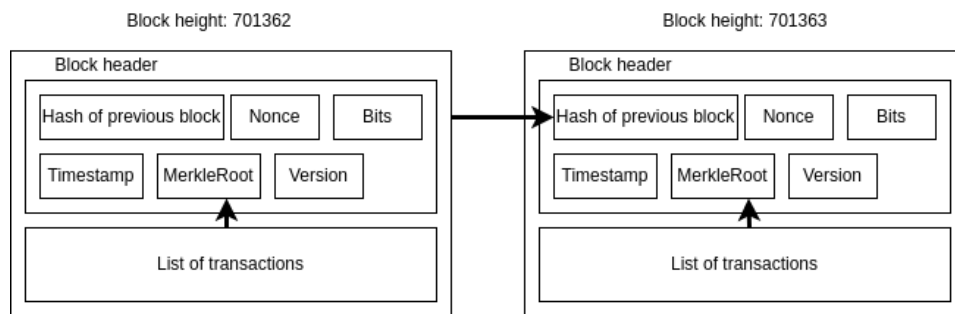 Block height: 701362
Block height: 701363
Block header
Hash of previous block
Nonce
Bits
Timestamp
MerkleRoot
Version
List of transactions
Block header
Hash of previous block
Nonce
Bits
Timestamp
MerkleRoot
Version
List of transactions